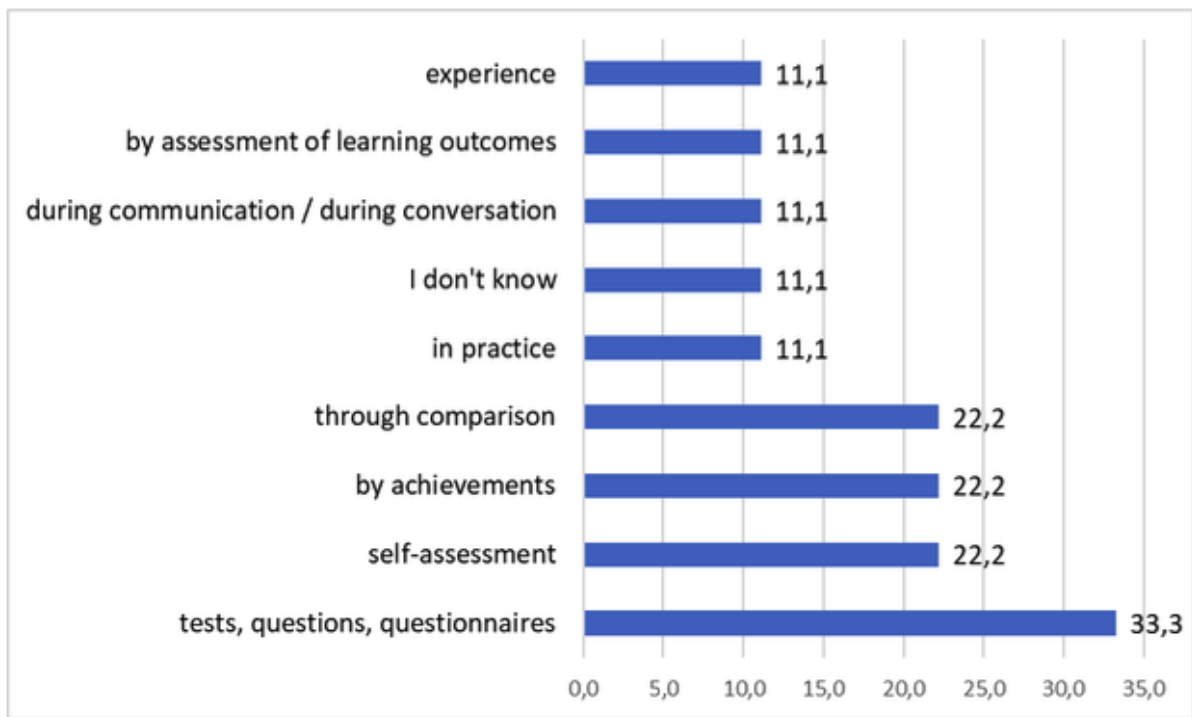 experience 11,1
by assessment of learning outcomes 11,1
during communication / during conversation 11,1
I don't know 11,1
in practice 11,1
through comparison 22,2
by achievements 22,2
self-assessment 22,2
tests, questions, questionnaires 33,3
0,0 5,0 10,0 15,0 20,0 25,0 30,0 35,0